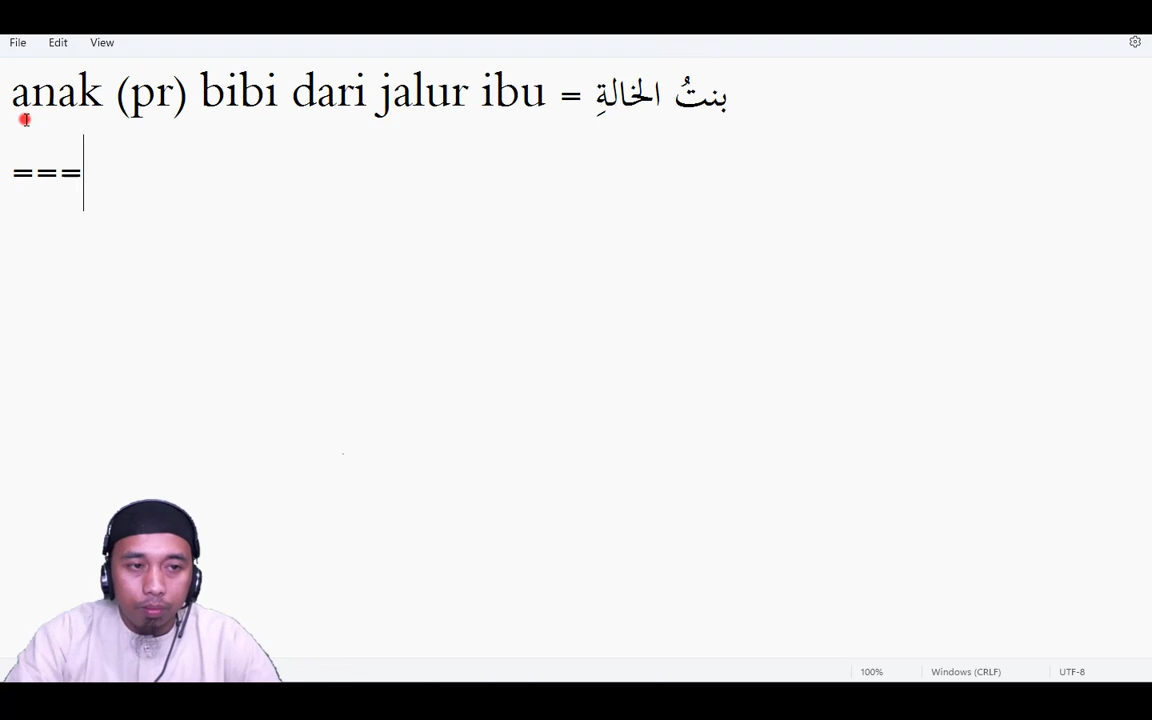 File Edit View
anak (pr) bibi dari jalur ibu = بنتُ الخالةِ
===
100% Windows (CRLF) UTF-8